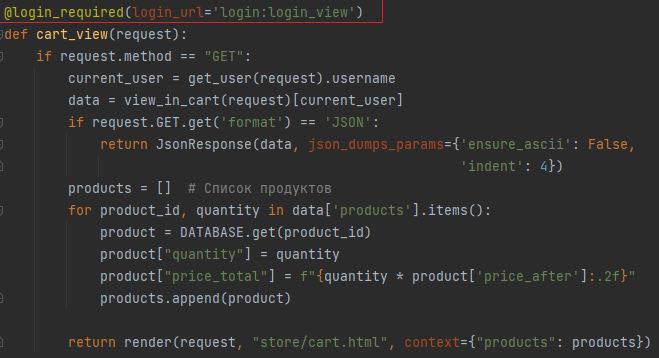 @login_required(login_url='login:login_view')
def cart_view(request):
    if request.method == "GET":
        current_user = get_user(request).username
        data = view_in_cart(request)[current_user]
        if request.GET.get('format') == 'JSON':
            return JsonResponse(data, json_dumps_params={'ensure_ascii': False,
                                                         'indent': 4})
        products = []  # Список продуктов
        for product_id, quantity in data['products'].items():
            product = DATABASE.get(product_id)
            product["quantity"] = quantity
            product["price_total"] = f"{quantity * product['price_after']:.2f}"
            products.append(product)

        return render(request, "store/cart.html", context={"products": products})